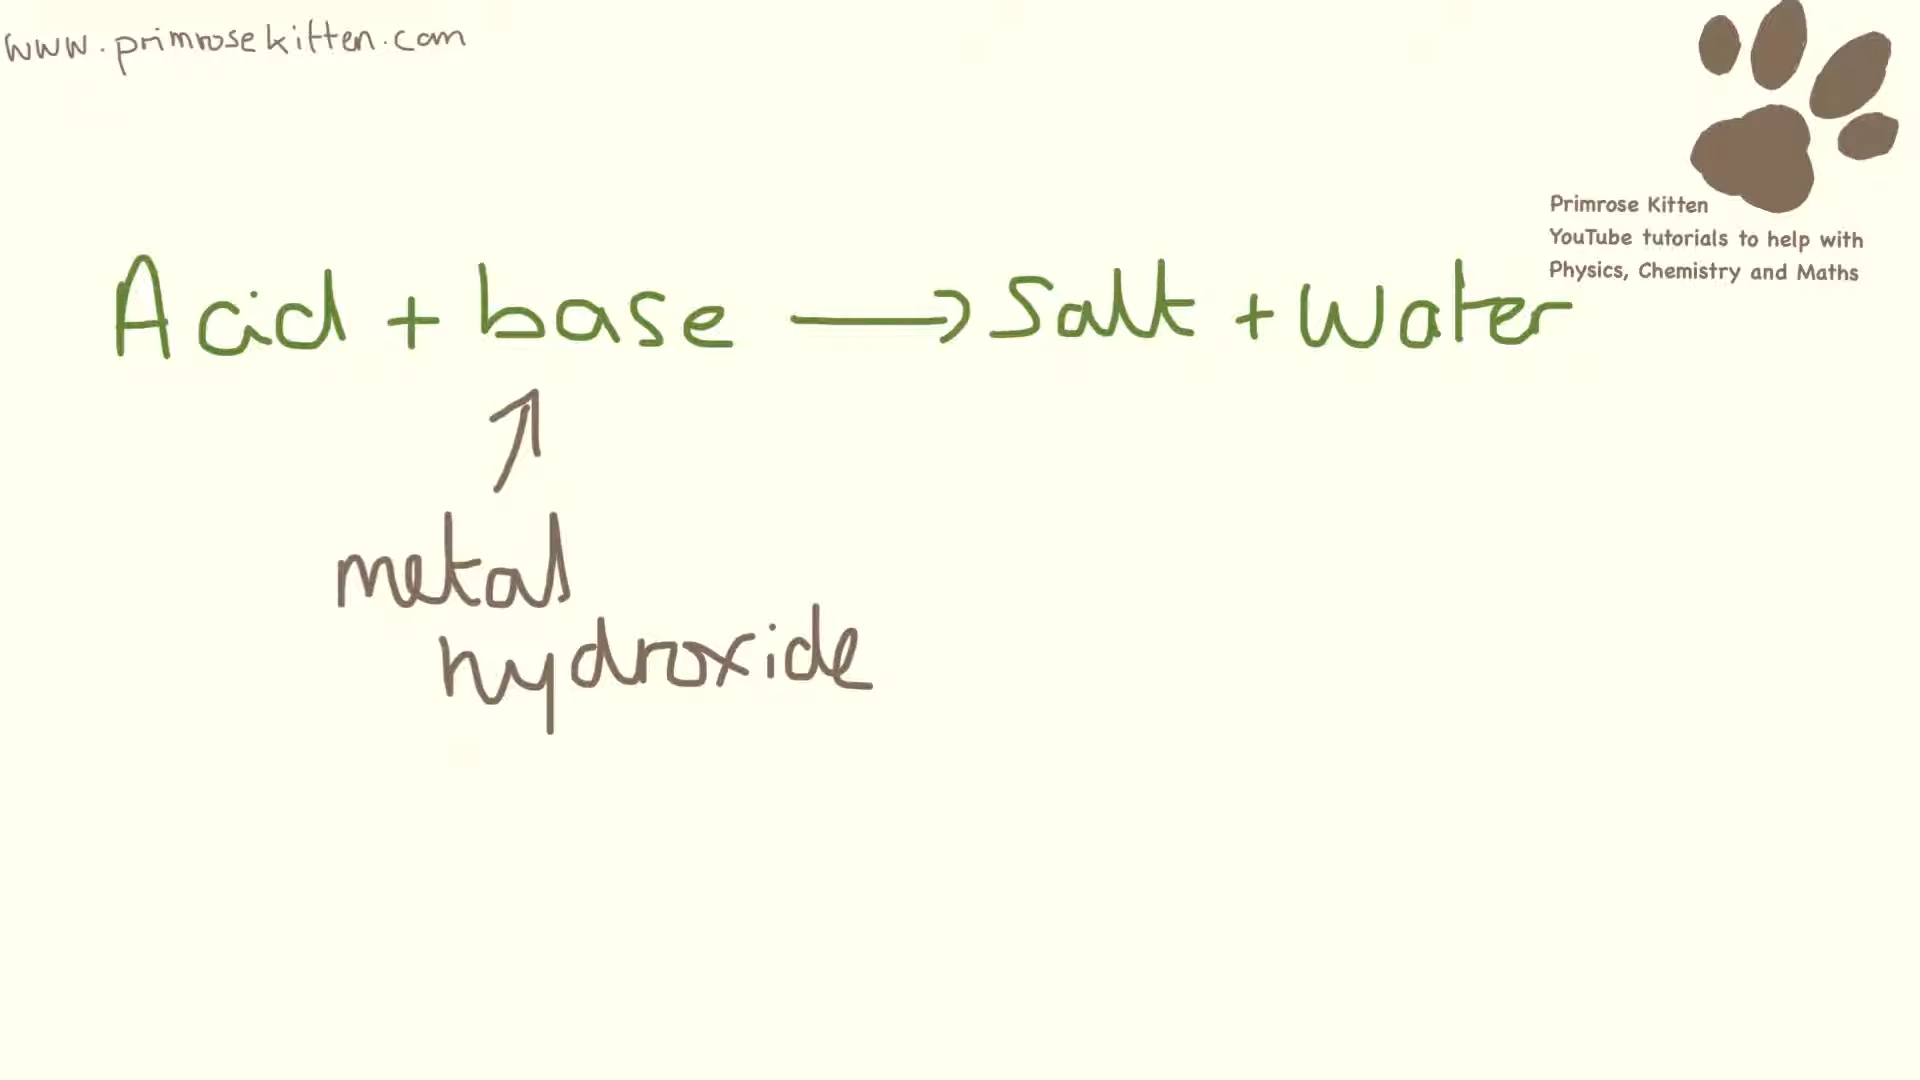 www.primrosekitten.com
Primrose Kitten
YouTube tutorials to help with
Physics, Chemistry and Maths
Acid + base ⟶ Salt + Water
metal
hydroxide